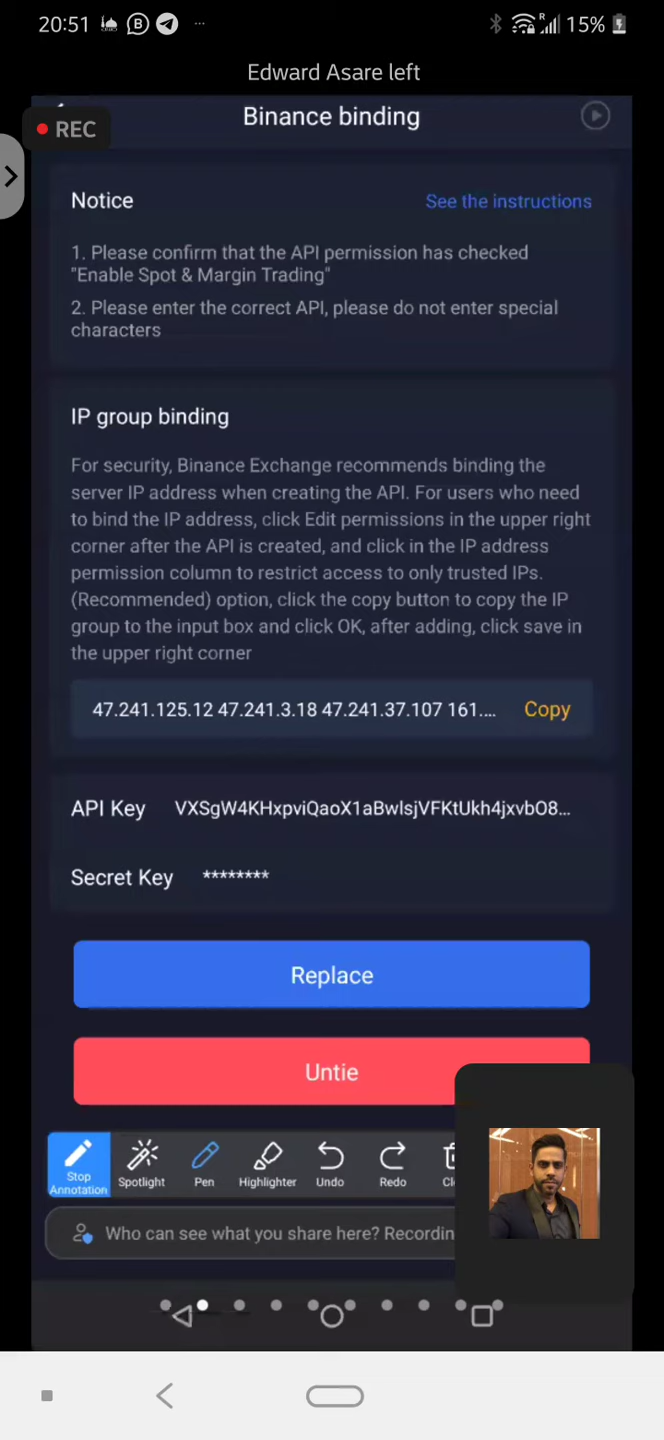 20:51
R
15%
Edward Asare left
REC
Binance binding
Notice
See the instructions
1. Please confirm that the API permission has checked
"Enable Spot & Margin Trading"
2. Please enter the correct API, please do not enter special
characters
IP group binding
For security, Binance Exchange recommends binding the
server IP address when creating the API. For users who need
to bind the IP address, click Edit permissions in the upper right
corner after the API is created, and click in the IP address
permission column to restrict access to only trusted IPs.
(Recommended) option, click the copy button to copy the IP
group to the input box and click OK, after adding, click save in
the upper right corner
47.241.125.12 47.241.3.18 47.241.37.107 161.... Copy
API Key VXSgW4KHxpviQaoX1aBwIsjVFKtUkh4jxvbO8...
Secret Key ********
Replace
Untie
Stop
Annotation
Spotlight
Pen
Highlighter
Undo
Redo
Cl
Who can see what you share here? Recordin